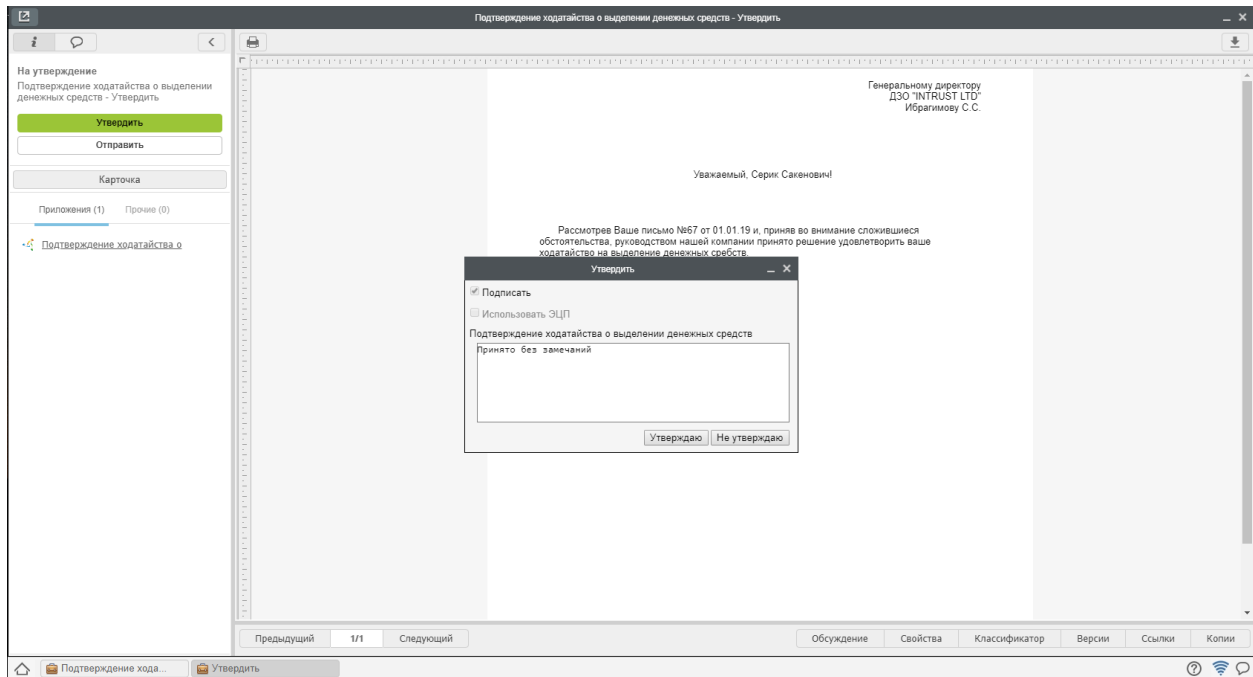 Подтверждение ходатайства о выделении денежных средств - Утвердить
На утверждение
Подтверждение ходатайства о выделении
денежных средств - Утвердить
Утвердить
Отправить
Карточка
Приложения (1) Прочие (0)
Подтверждение ходатайства о
Генеральному директору
ДЗО "INTRUST LTD"
Ибрагимову С.С.
Уважаемый, Серик Сакенович!
Рассмотрев Ваше письмо №67 от 01.01.19 и, приняв во внимание сложившиеся
обстоятельства, руководством нашей компании принято решение удовлетворить ваше
ходатайство на выделение денежных сребств.
Утвердить
Подписать
Использовать ЭЦП
Подтверждение ходатайства о выделении денежных средств
Принято без замечаний
Утверждаю Не утверждаю
Предыдущий 1/1 Следующий Обсуждение Свойства Классификатор Версии Ссылки Копии
Подтверждение хода... Утвердить